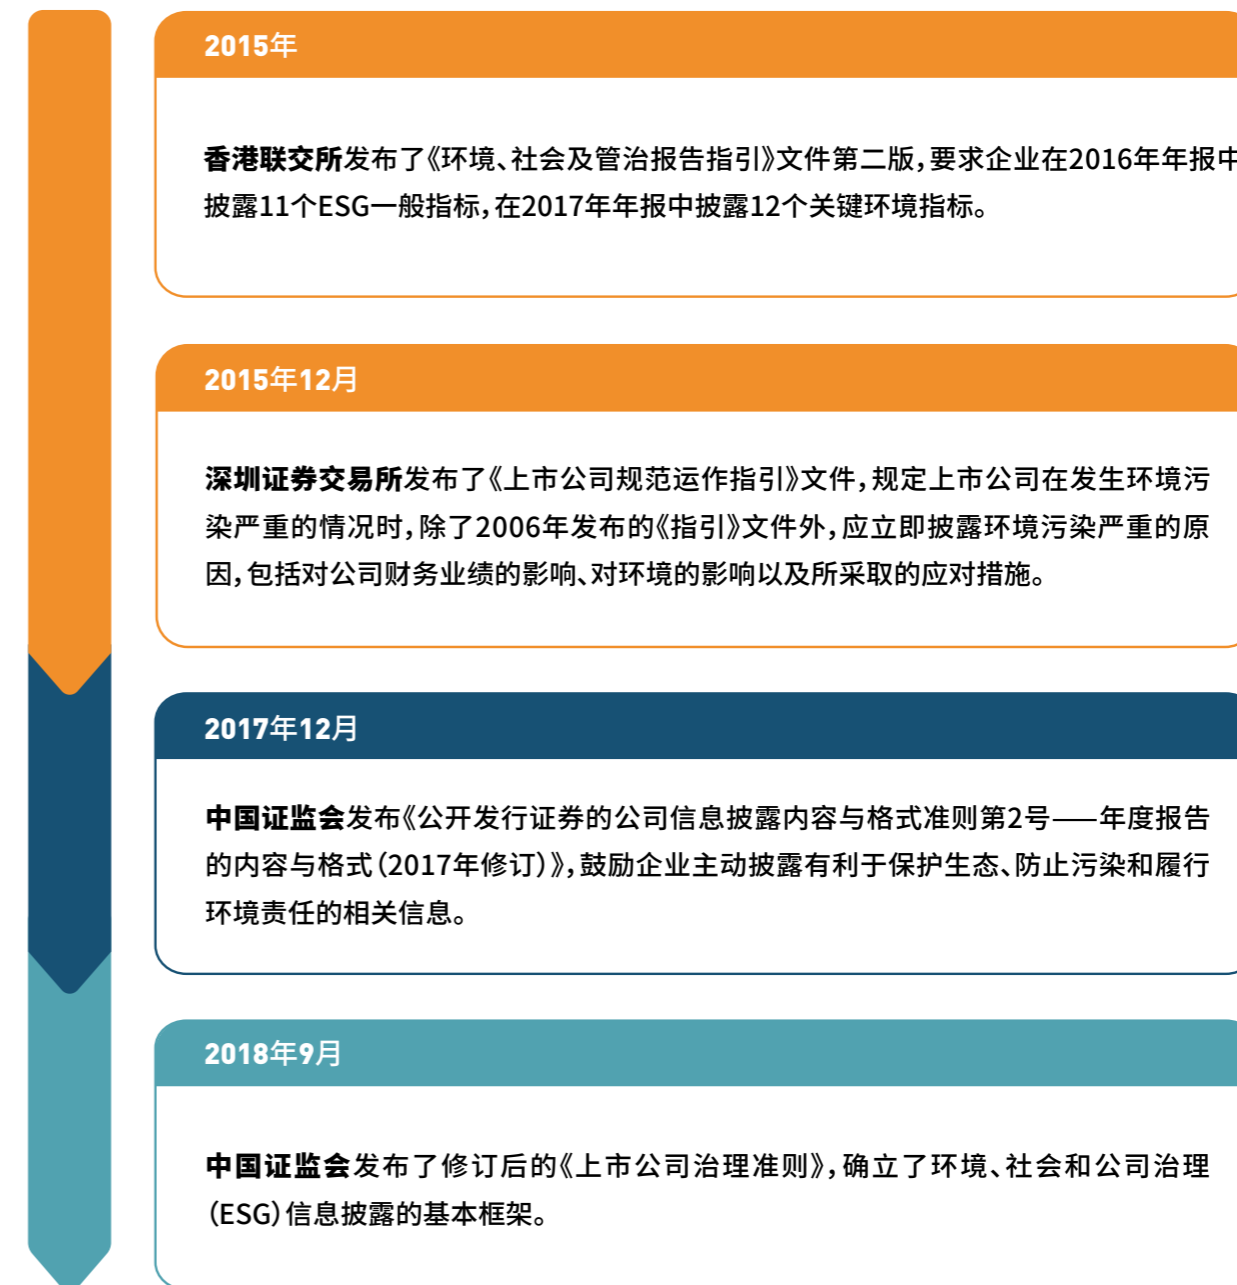 2015年
香港联交所发布了《环境、社会及管治报告指引》文件第二版，要求企业在2016年年报中
披露11个ESG一般指标，在2017年年报中披露12个关键环境指标。
2015年12月
深圳证券交易所发布了《上市公司规范运作指引》文件，规定上市公司在发生环境污
染严重的情况时，除了2006年发布的《指引》文件外，应立即披露环境污染严重的原
因，包括对公司财务业绩的影响、对环境的影响以及所采取的应对措施。
2017年12月
中国证监会发布《公开发行证券的公司信息披露内容与格式准则第2号——年度报告
的内容与格式（2017年修订）》，鼓励企业主动披露有利于保护生态、防止污染和履行
环境责任的相关信息。
2018年9月
中国证监会发布了修订后的《上市公司治理准则》，确立了环境、社会和公司治理
（ESG）信息披露的基本框架。